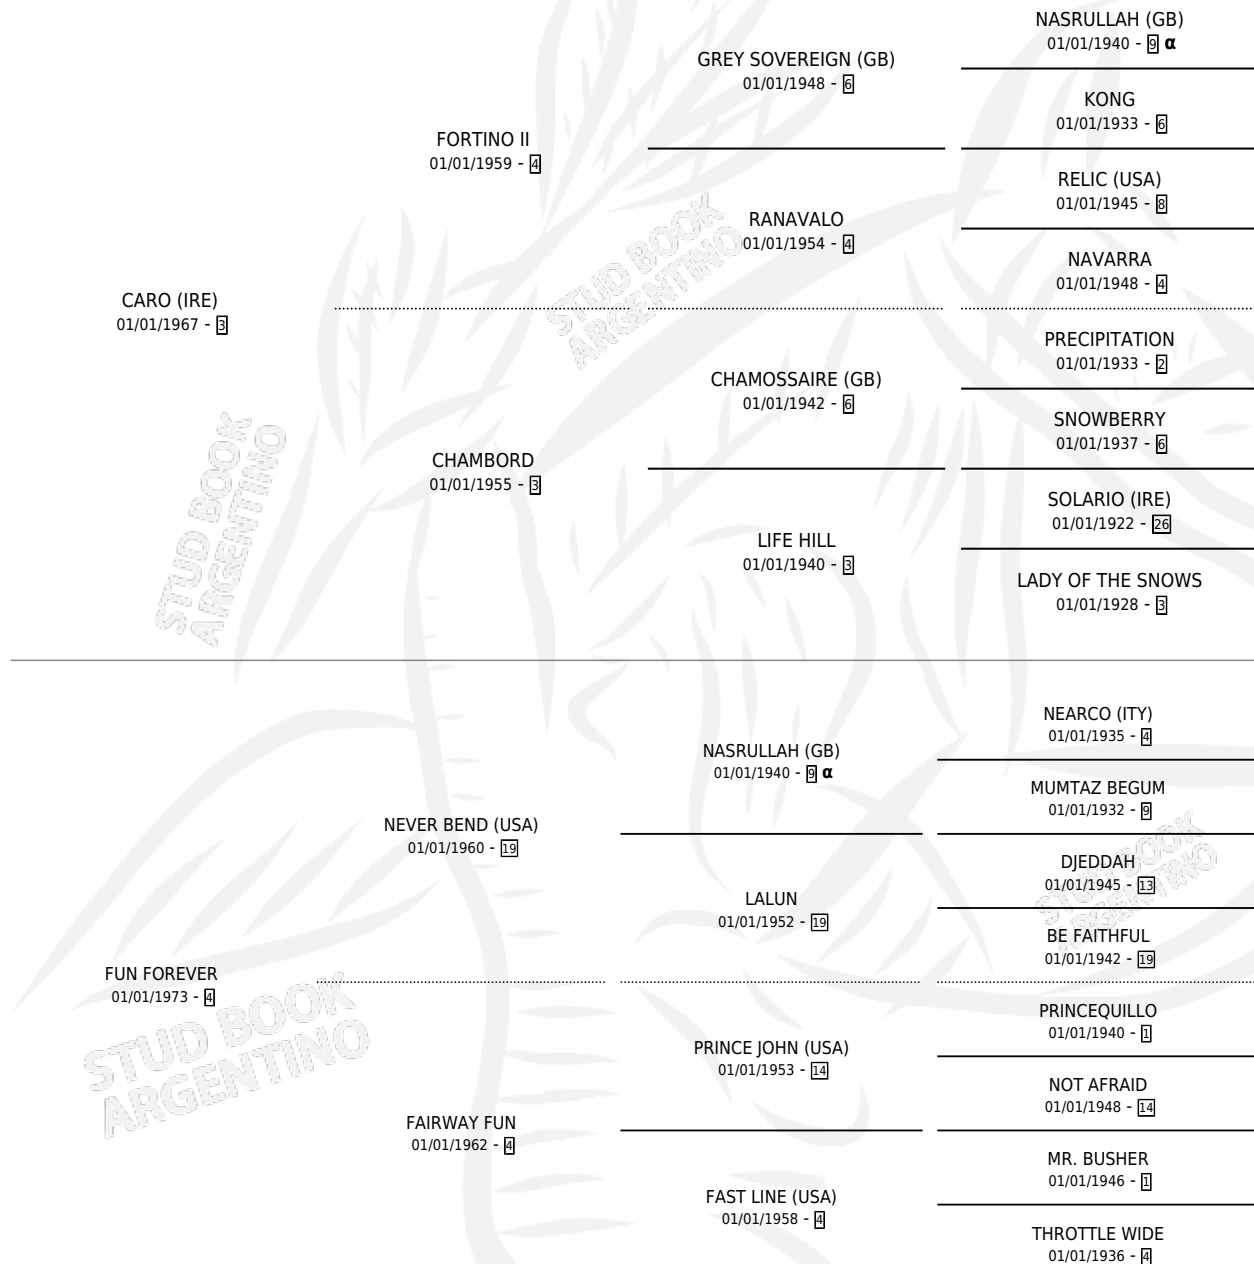 NASRULLAH (GB)
01/01/1940 - 9 α
GREY SOVEREIGN (GB)
01/01/1948 - 6
KONG
01/01/1933 - 6
FORTINO II
01/01/1959 - 4
RELIC (USA)
01/01/1945 - 8
RANAVALO
01/01/1954 - 4
NAVARRA
01/01/1948 - 4
CARO (IRE)
01/01/1967 - 3
PRECIPITATION
01/01/1933 - 2
CHAMOSSAIRE (GB)
01/01/1942 - 6
SNOWBERRY
01/01/1937 - 6
CHAMBORD
01/01/1955 - 3
SOLARIO (IRE)
01/01/1922 - 26
LIFE HILL
01/01/1940 - 3
LADY OF THE SNOWS
01/01/1928 - 3
NEARCO (ITY)
01/01/1935 - 4
NASRULLAH (GB)
01/01/1940 - 9 α
MUMTAZ BEGUM
01/01/1932 - 9
NEVER BEND (USA)
01/01/1960 - 19
DJEDDAH
01/01/1945 - 13
LALUN
01/01/1952 - 19
BE FAITHFUL
01/01/1942 - 19
FUN FOREVER
01/01/1973 - 4
PRINCEQUILLO
01/01/1940 - 1
PRINCE JOHN (USA)
01/01/1953 - 14
NOT AFRAID
01/01/1948 - 14
FAIRWAY FUN
01/01/1962 - 4
MR. BUSHER
01/01/1946 - 1
FAST LINE (USA)
01/01/1958 - 4
THROTTLE WIDE
01/01/1936 - 4
STUD BOOK
ARGENTINO
STUD BOOK
ARGENTINO
STUD BOOK
ARGENTINO
STUD BOOK
ARGENTINO